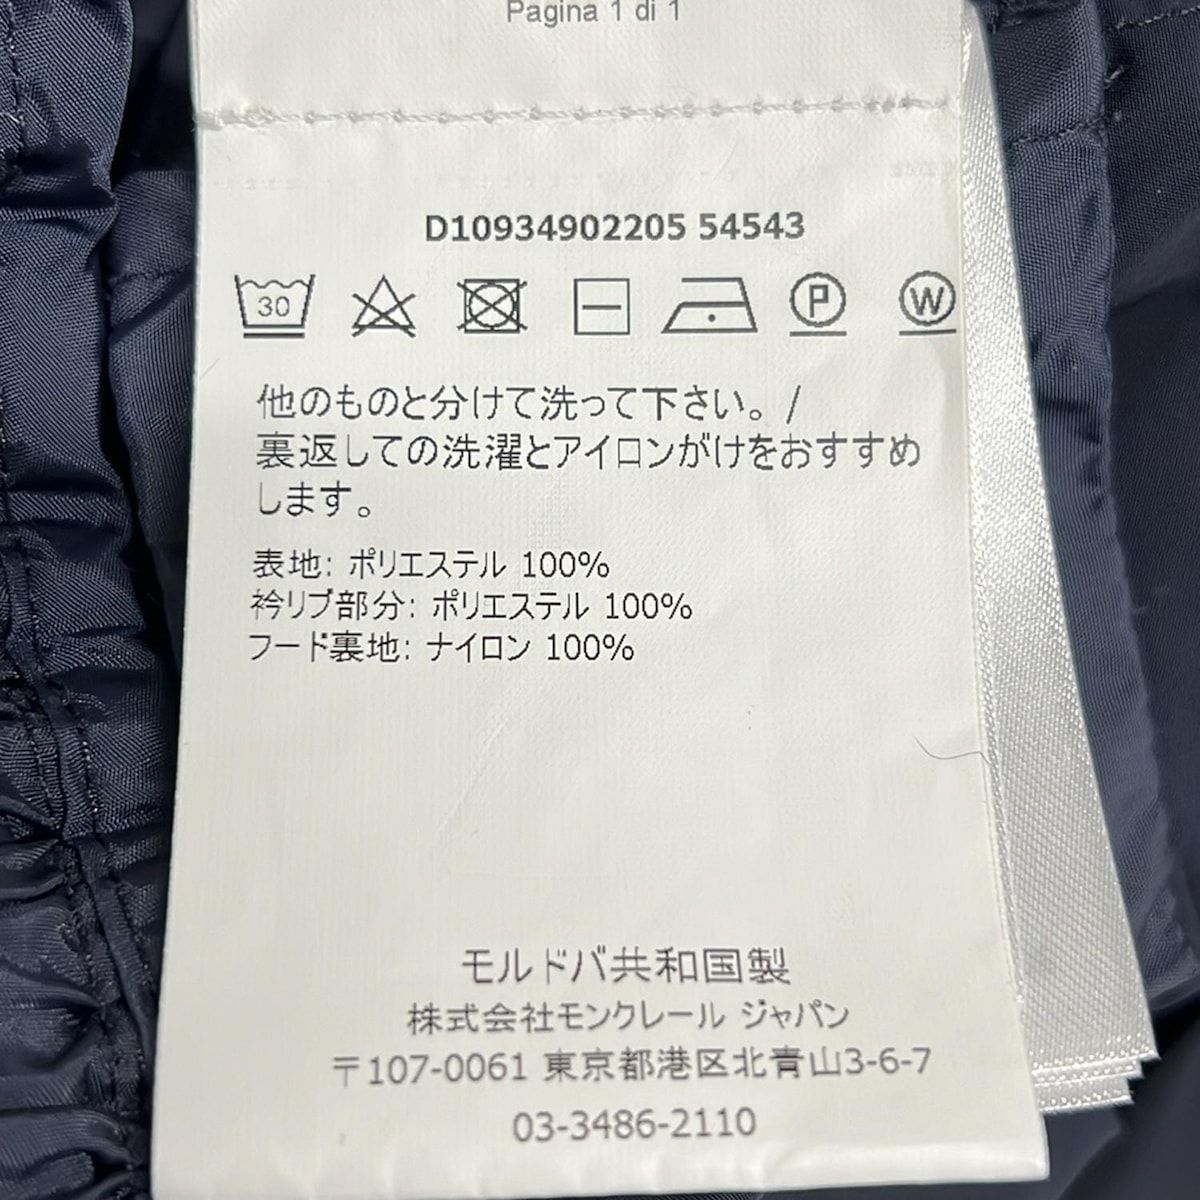 Pagina 1 di 1
D10934902205 54543
30 P W
他のものと分けて洗って下さい。/
裏返しての洗濯とアイロンがけをおすすめ
します。
表地: ポリエステル 100%
衿リブ部分: ポリエステル 100%
フード裏地: ナイロン 100%
モルドバ共和国製
株式会社モンクレール ジャパン
〒107-0061 東京都港区北青山3-6-7
03-3486-2110